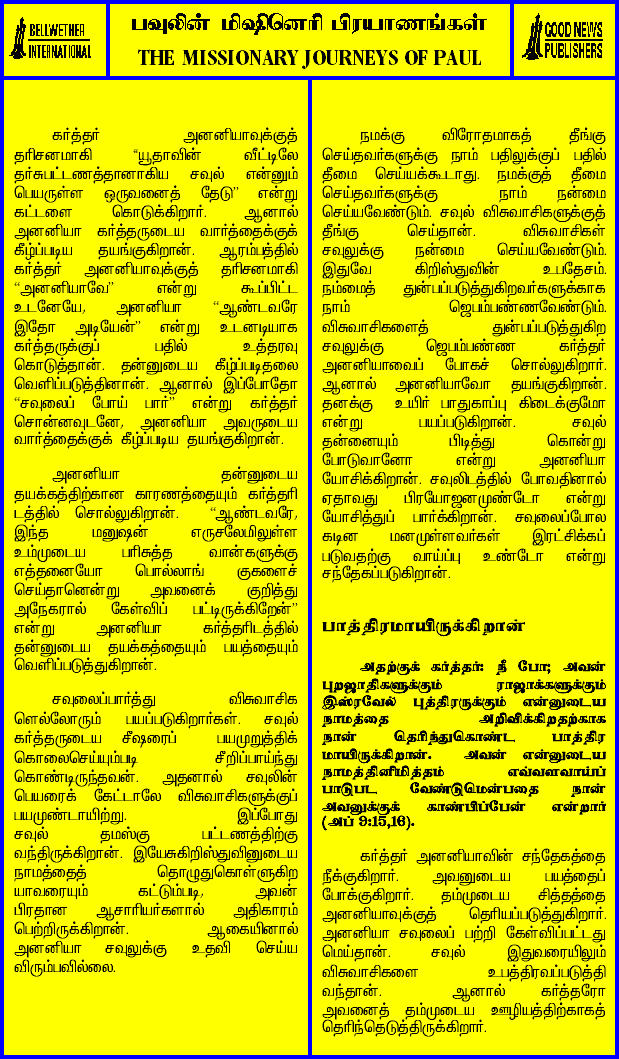 BELLWETHER
INTERNATIONAL
பவுலின் மிஷினெரி பிரயாணங்கள்
THE MISSIONARY JOURNEYS OF PAUL
GOOD NEWS
PUBLISHERS
கர்த்தர் அனனியாவுக்குத்
தரிசனமாகி “யூதாவின் வீட்டிலே
தர்சுபட்டணத்தானாகிய சவுல் என்னும்
பெயருள்ள ஒருவனைத் தேடு” என்று
கட்டளை கொடுக்கிறார். ஆனால்
அனனியா கர்த்தருடைய வார்த்தைக்குக்
கீழ்ப்படிய தயங்குகிறான். ஆரம்பத்தில்
கர்த்தர் அனனியாவுக்குத் தரிசனமாகி
“அனனியாவே” என்று கூப்பிட்ட
உடனேயே, அனனியா “ஆண்டவரே
இதோ அடியேன்” என்று உடனடியாக
கர்த்தருக்குப் பதில் உத்தரவு
கொடுத்தான். தன்னுடைய கீழ்ப்படிதலை
வெளிப்படுத்தினான். ஆனால் இப்போதோ
“சவுலைப் போய் பார்” என்று கர்த்தர்
சொன்னவுடனே, அனனியா அவருடைய
வார்த்தைக்குக் கீழ்ப்படிய தயங்குகிறான்.
அனனியா தன்னுடைய
தயக்கத்திற்கான காரணத்தையும் கர்த்தரி
டத்தில் சொல்லுகிறான். “ஆண்டவரே,
இந்த மனுஷன் எருசலேமிலுள்ள
உம்முடைய பரிசுத்த வான்களுக்கு
எத்தனையோ பொல்லாங் குகளைச்
செய்தானென்று அவனைக் குறித்து
அநேகரால் கேள்விப் பட்டிருக்கிறேன்”
என்று அனனியா கர்த்தரிடத்தில்
தன்னுடைய தயக்கத்தையும் பயத்தையும்
வெளிப்படுத்துகிறான்.
சவுலைப்பார்த்து விசுவாசிக
ளெல்லோரும் பயப்படுகிறார்கள். சவுல்
கர்த்தருடைய சீஷரைப் பயமுறுத்திக்
கொலைசெய்யும்படி சீறிப்பாய்ந்து
கொண்டிருந்தவன். அதனால் சவுலின்
பெயரைக் கேட்டாலே விசுவாசிகளுக்குப்
பயமுண்டாயிற்று. இப்போது
சவுல் தமஸ்கு பட்டணத்திற்கு
வந்திருக்கிறான். இயேசுகிறிஸ்துவினுடைய
நாமத்தைத் தொழுதுகொள்ளுகிற
யாவரையும் கட்டும்படி, அவன்
பிரதான ஆசாரியர்களால் அதிகாரம்
பெற்றிருக்கிறான். ஆகையினால்
அனனியா சவுலுக்கு உதவி செய்ய
விரும்பவில்லை.
நமக்கு விரோதமாகத் தீங்கு
செய்தவர்களுக்கு நாம் பதிலுக்குப் பதில்
தீமை செய்யக்கூடாது. நமக்குத் தீமை
செய்தவர்களுக்கு நாம் நன்மை
செய்யவேண்டும். சவுல் விசுவாசிகளுக்குத்
தீங்கு செய்தான். விசுவாசிகள்
சவுலுக்கு நன்மை செய்யவேண்டும்.
இதுவே கிறிஸ்துவின் உபதேசம்.
நம்மைத் துன்பப்படுத்துகிறவர்களுக்காக
நாம் ஜெபம்பண்ணவேண்டும்.
விசுவாசிகளைத் துன்பப்படுத்துகிற
சவுலுக்கு ஜெபம்பண்ண கர்த்தர்
அனனியாவைப் போகச் சொல்லுகிறார்.
ஆனால் அனனியாவோ தயங்குகிறான்.
தனக்கு உயிர் பாதுகாப்பு கிடைக்குமோ
என்று பயப்படுகிறான். சவுல்
தன்னையும் பிடித்து கொன்று
போடுவானோ என்று அனனியா
யோசிக்கிறான். சவுலிடத்தில் போவதினால்
ஏதாவது பிரயோஜனமுண்டோ என்று
யோசித்துப் பார்க்கிறான். சவுலைப்போல
கடின மனமுள்ளவர்கள் இரட்சிக்கப்
படுவதற்கு வாய்ப்பு உண்டோ என்று
சந்தேகப்படுகிறான்.
பாத்திரமாயிருக்கிறான்
அதற்குக் கர்த்தர்: நீ போ; அவன்
புறஜாதிகளுக்கும் ராஜாக்களுக்கும்
இஸ்ரவேல் புத்திரருக்கும் என்னுடைய
நாமத்தை அறிவிக்கிறதற்காக
நான் தெரிந்துகொண்ட பாத்திர
மாயிருக்கிறான். அவன் என்னுடைய
நாமத்தினிமித்தம் எவ்வளவாய்ப்
பாடுபட வேண்டுமென்பதை நான்
அவனுக்குக் காண்பிப்பேன் என்றார்
(அப் 9:15,16).
கர்த்தர் அனனியாவின் சந்தேகத்தை
நீக்குகிறார். அவனுடைய பயத்தைப்
போக்குகிறார். தம்முடைய சித்தத்தை
அனனியாவுக்குத் தெரியப்படுத்துகிறார்.
அனனியா சவுலைப் பற்றி கேள்விப்பட்டது
மெய்தான். சவுல் இதுவரையிலும்
விசுவாசிகளை உபத்திரவப்படுத்தி
வந்தான். ஆனால் கர்த்தரோ
அவனைத் தம்முடைய ஊழியத்திற்காகத்
தெரிந்தெடுத்திருக்கிறார்.